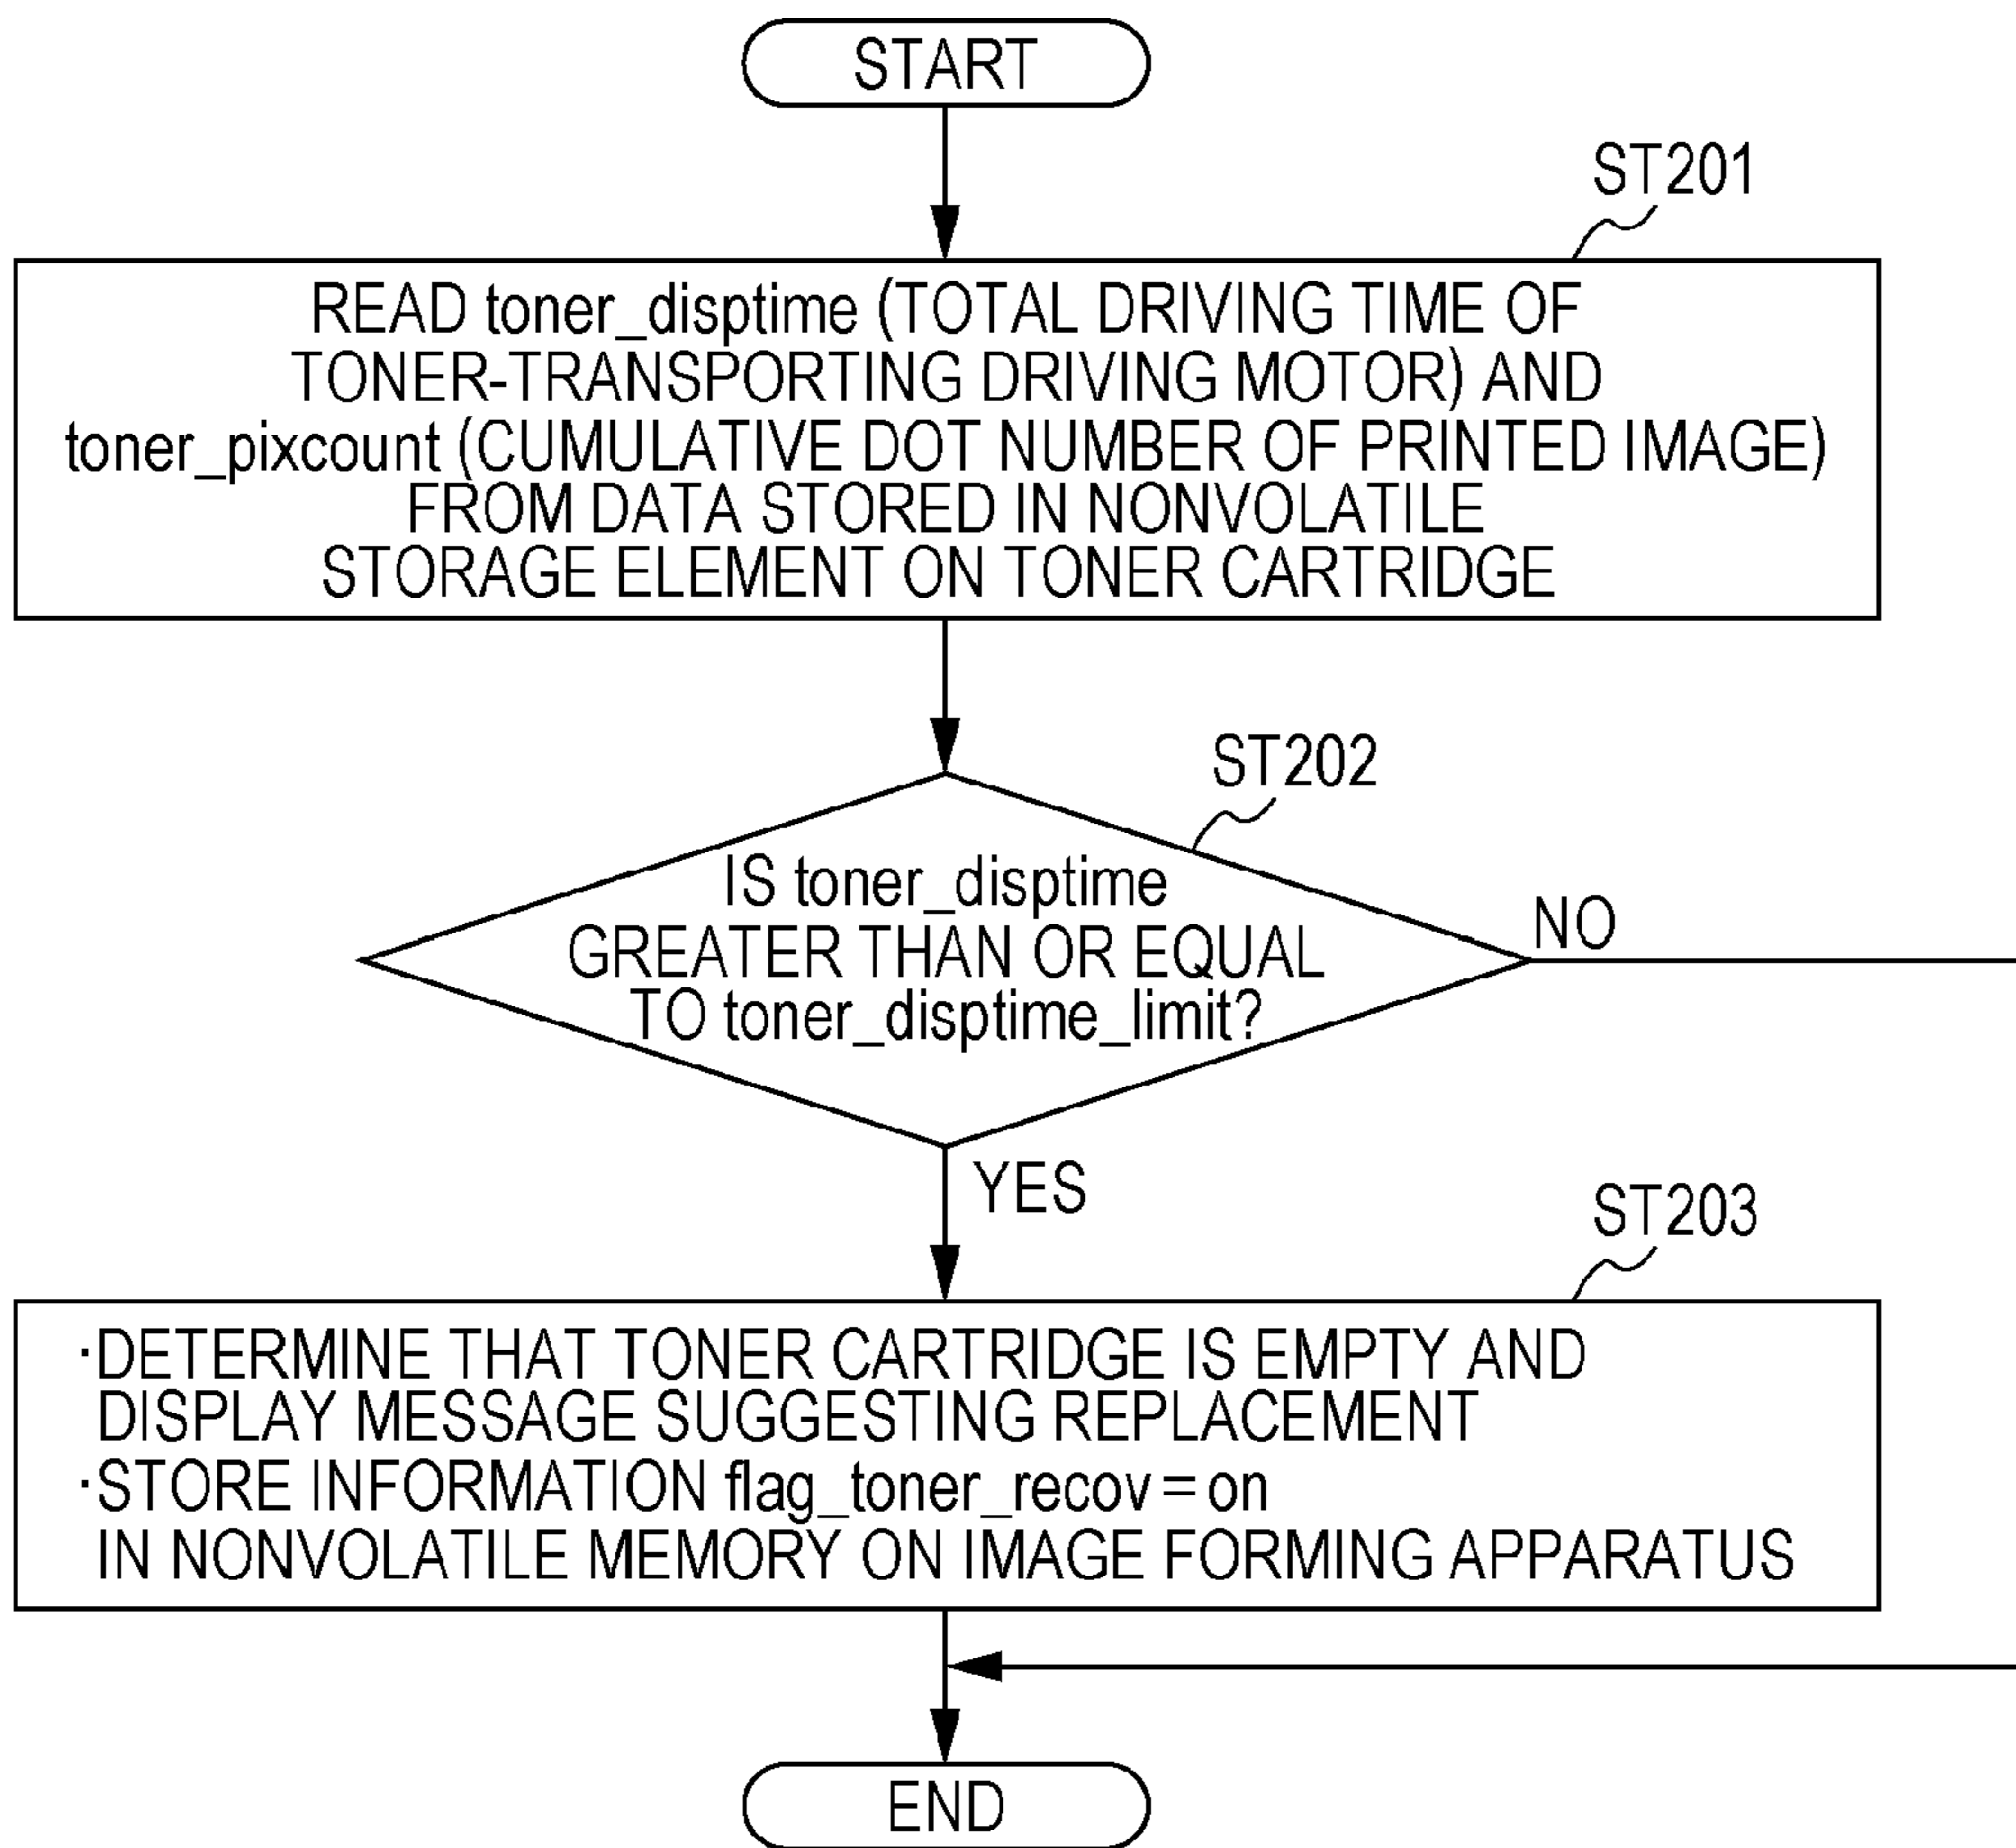 START
ST201
READ toner_disptime (TOTAL DRIVING TIME OF
TONER-TRANSPORTING DRIVING MOTOR) AND
toner_pixcount (CUMULATIVE DOT NUMBER OF PRINTED IMAGE)
FROM DATA STORED IN NONVOLATILE
STORAGE ELEMENT ON TONER CARTRIDGE
ST202
IS toner_disptime
GREATER THAN OR EQUAL
TO toner_disptime_limit?
NO
YES
ST203
·DETERMINE THAT TONER CARTRIDGE IS EMPTY AND
DISPLAY MESSAGE SUGGESTING REPLACEMENT
·STORE INFORMATION flag_toner_recov=on
IN NONVOLATILE MEMORY ON IMAGE FORMING APPARATUS
END